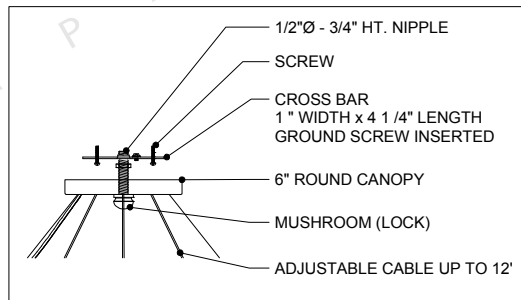 P
1/2"Ø - 3/4" HT. NIPPLE
SCREW
CROSS BAR
1 " WIDTH x 4 1 /4" LENGTH
GROUND SCREW INSERTED
6" ROUND CANOPY
MUSHROOM (LOCK)
ADJUSTABLE CABLE UP TO 12'